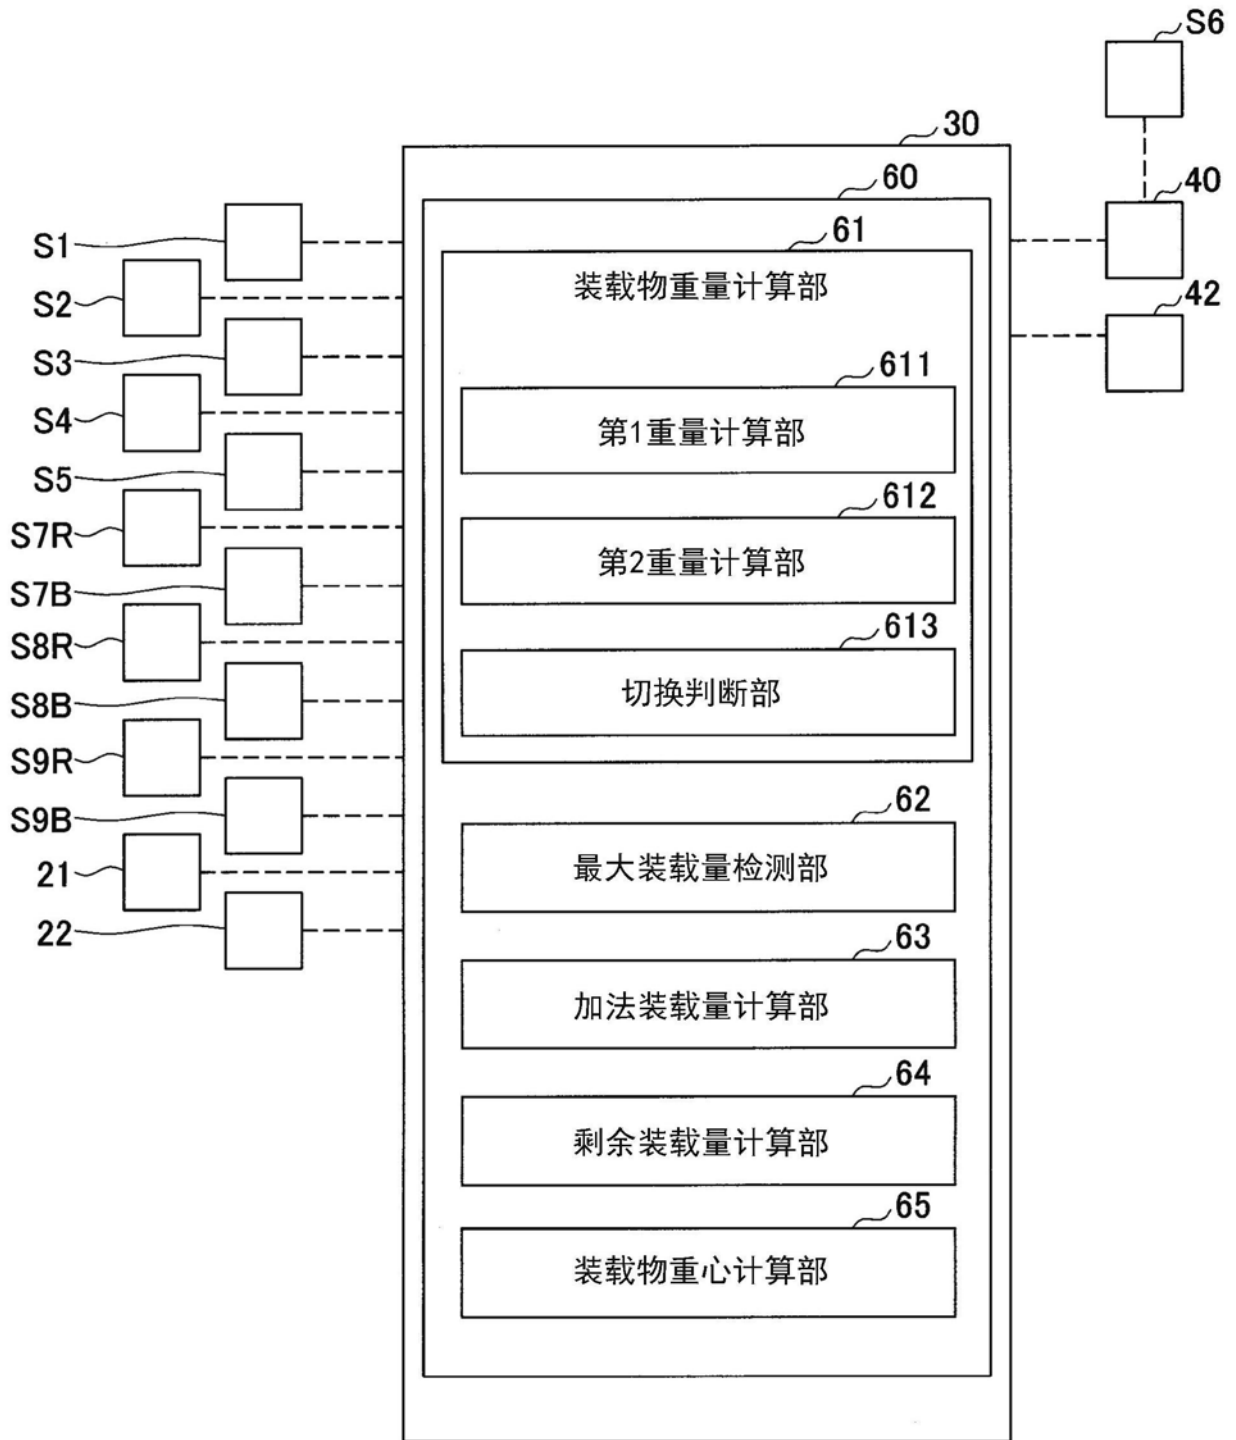 S6
30
60
40
61
S1
装载物重量计算部
S2
42
S3
611
S4
第1重量计算部
S5
612
S7R
第2重量计算部
S7B
613
S8R
切换判断部
S8B
S9R
62
S9B
最大装载量检测部
21
22
63
加法装载量计算部
64
剩余装载量计算部
65
装载物重心计算部